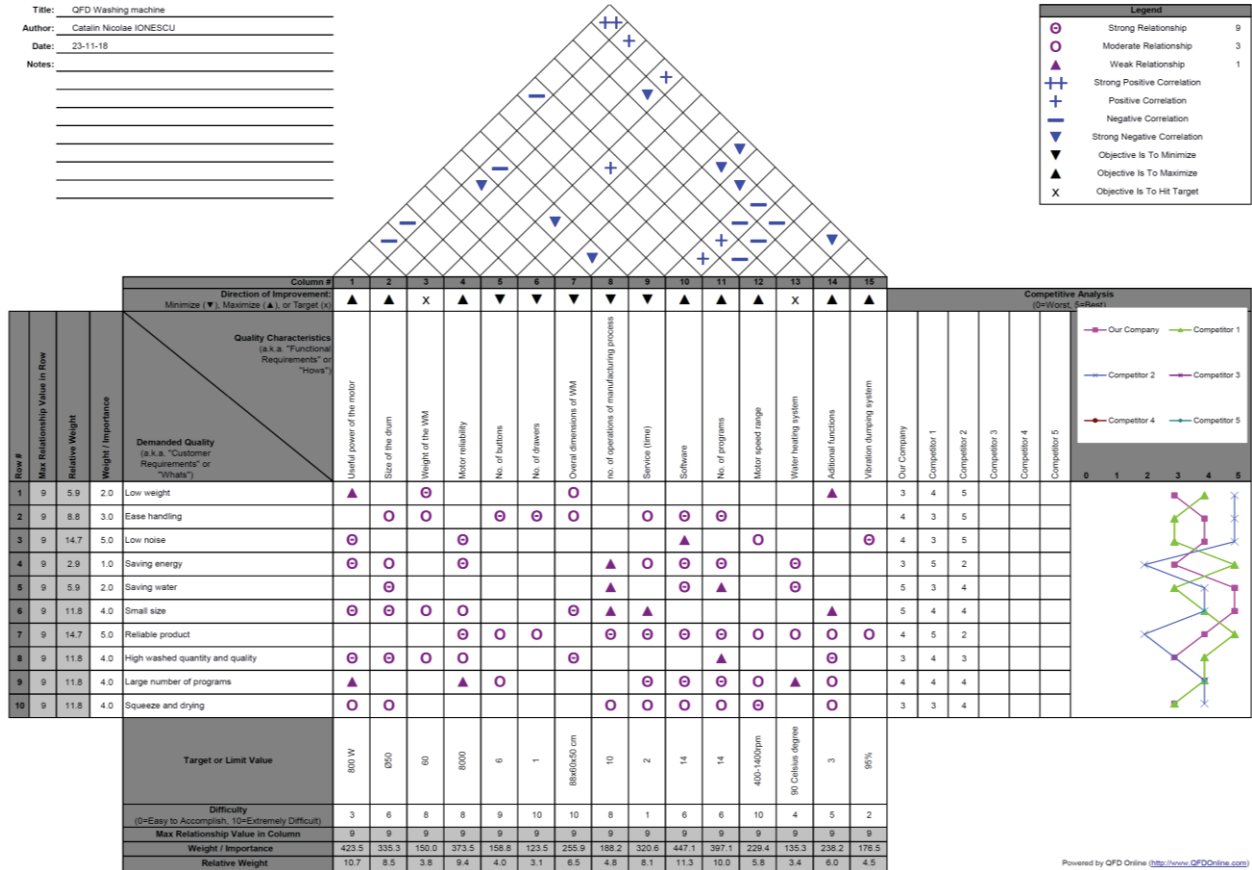 Title: QFD Washing machine
Author: Catalin Nicolae IONESCU
Date: 23-11-18
Notes:
Legend
Θ Strong Relationship 9
Ο Moderate Relationship 3
▲ Weak Relationship 1
++ Strong Positive Correlation
+ Positive Correlation
− Negative Correlation
▼ Strong Negative Correlation
▼ Objective Is To Minimize
▲ Objective Is To Maximize
x Objective Is To Hit Target
Column # 1 2 3 4 5 6 7 8 9 10 11 12 13 14 15
Direction of Improvement:
Minimize (▼), Maximize (▲), or Target (x)
▲ ▲ x ▲ ▼ ▼ ▼ ▼ ▼ ▲ ▲ ▲ x ▲ ▲
Competitive Analysis
(0=Worst, 5=Best)
Row #
Max Relationship Value in Row
Relative Weight
Weight / Importance
Quality Characteristics
(a.k.a. "Functional
Requirements" or
"Hows")
Demanded Quality
(a.k.a. "Customer
Requirements" or
"Whats")
Useful power of the motor
Size of the drum
Weight of the WM
Motor reliability
No. of buttons
No. of drawers
Overal dimensions of WM
no. of operations of manufacturing process
Service (time)
Software
No. of programs
Motor speed range
Water heating system
Aditional functions
Vibration dumping system
Our Company
Competitor 1
Competitor 2
Competitor 3
Competitor 4
Competitor 5
Our Company Competitor 1
Competitor 2 Competitor 3
Competitor 4 Competitor 5
0 1 2 3 4 5
1 9 5.9 2.0 Low weight ▲ Θ Ο ▲ 3 4 5
2 9 8.8 3.0 Ease handling Ο Ο Θ Θ Ο Ο Θ Θ 4 3 5
3 9 14.7 5.0 Low noise Θ Θ ▲ Ο Θ 4 3 5
4 9 2.9 1.0 Saving energy Θ Ο Θ ▲ Ο Θ Θ Θ 3 5 2
5 9 5.9 2.0 Saving water Θ ▲ Θ ▲ Θ 5 3 4
6 9 11.8 4.0 Small size Θ Θ Ο Ο Θ ▲ ▲ ▲ 5 4 4
7 9 14.7 5.0 Reliable product Θ Ο Ο Θ Θ Θ Θ Ο Ο Ο Ο 4 5 2
8 9 11.8 4.0 High washed quantity and quality Θ Θ Ο Ο Θ ▲ Θ 3 4 3
9 9 11.8 4.0 Large number of programs ▲ ▲ Ο Θ Θ Θ Ο ▲ Ο 4 4 4
10 9 11.8 4.0 Squeeze and drying Ο Ο Ο Ο Ο Ο Θ Ο 3 3 4
Target or Limit Value 800 W Ø50 60 8000 6 1 88x60x50 cm 10 2 14 14 400-1400rpm 90 Celsius degree 3 95%
Difficulty
(0=Easy to Accomplish, 10=Extremely Difficult)
3 6 8 8 9 10 10 8 1 6 6 10 4 5 2
Max Relationship Value in Column 9 9 9 9 9 9 9 9 9 9 9 9 9 9 9
Weight / Importance 423.5 335.3 150.0 373.5 158.8 123.5 255.9 188.2 320.6 447.1 397.1 229.4 135.3 238.2 176.5
Relative Weight 10.7 8.5 3.8 9.4 4.0 3.1 6.5 4.8 8.1 11.3 10.0 5.8 3.4 6.0 4.5
Powered by QFD Online (http://www.QFDOnline.com)